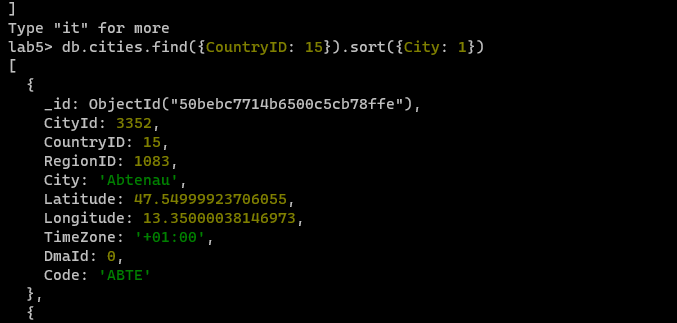 ]
Type "it" for more
lab5> db.cities.find({CountryID: 15}).sort({City: 1})
[
  {
    _id: ObjectId("50bebc7714b6500c5cb78ffe"),
    CityId: 3352,
    CountryID: 15,
    RegionID: 1083,
    City: 'Abtenau',
    Latitude: 47.54999923706055,
    Longitude: 13.35000038146973,
    TimeZone: '+01:00',
    DmaId: 0,
    Code: 'ABTE'
  },
  {